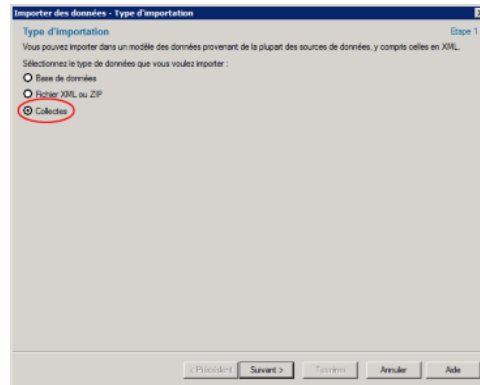 Importer des données - Type d'importation
Type d'importation
Etape 1
Vous pouvez importer dans un modèle des données provenant de la plupart des sources de données, y compris celles en XML.
Sélectionnez le type de données que vous voulez importer :
Base de données
Fichier XML ou ZIP
Collectes
< Précédent
Suivant >
Terminer
Annuler
Aide